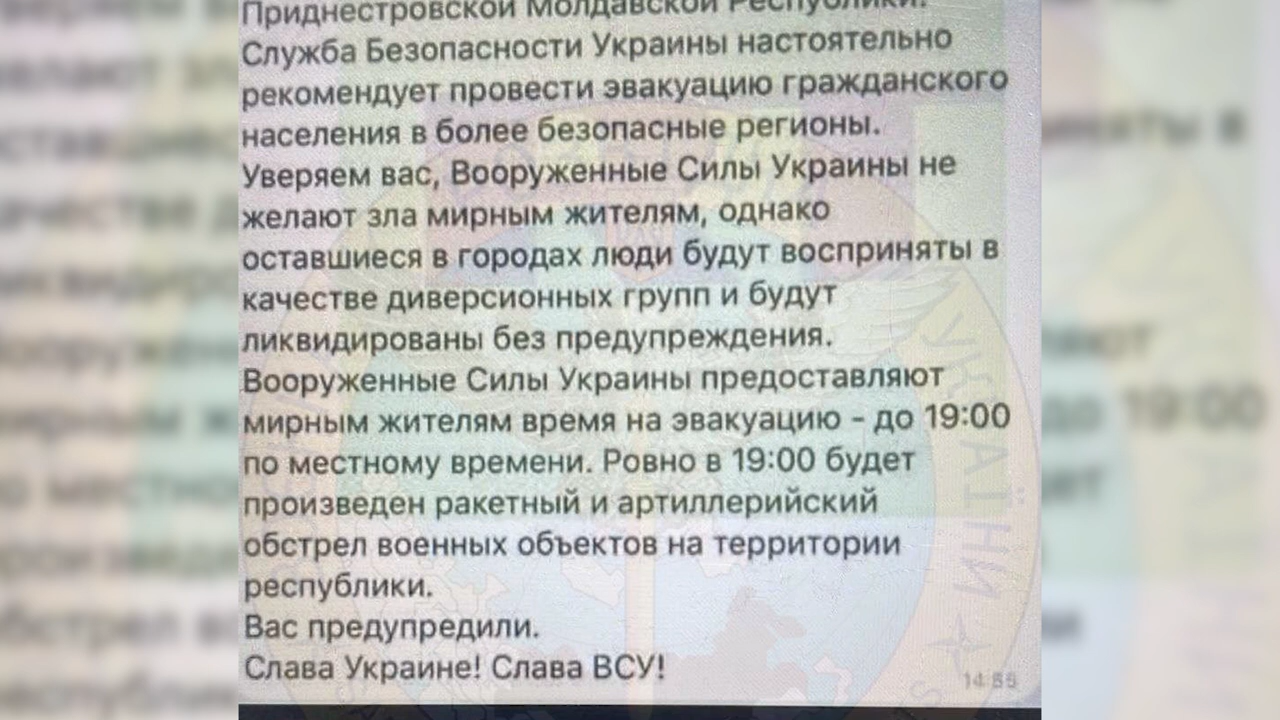 Приднестровской Молдавской Республики.
Служба Безопасности Украины настоятельно
рекомендует провести эвакуацию гражданского
населения в более безопасные регионы.
Уверяем вас, Вооруженные Силы Украины не
желают зла мирным жителям, однако
оставшиеся в городах люди будут восприняты в
качестве диверсионных групп и будут
ликвидированы без предупреждения.
Вооруженные Силы Украины предоставляют
мирным жителям время на эвакуацию - до 19:00
по местному времени. Ровно в 19:00 будет
произведен ракетный и артиллерийский
обстрел военных объектов на территории
республики.
Вас предупредили.
Слава Украине! Слава ВСУ!
14:55
УКРАЇНИ